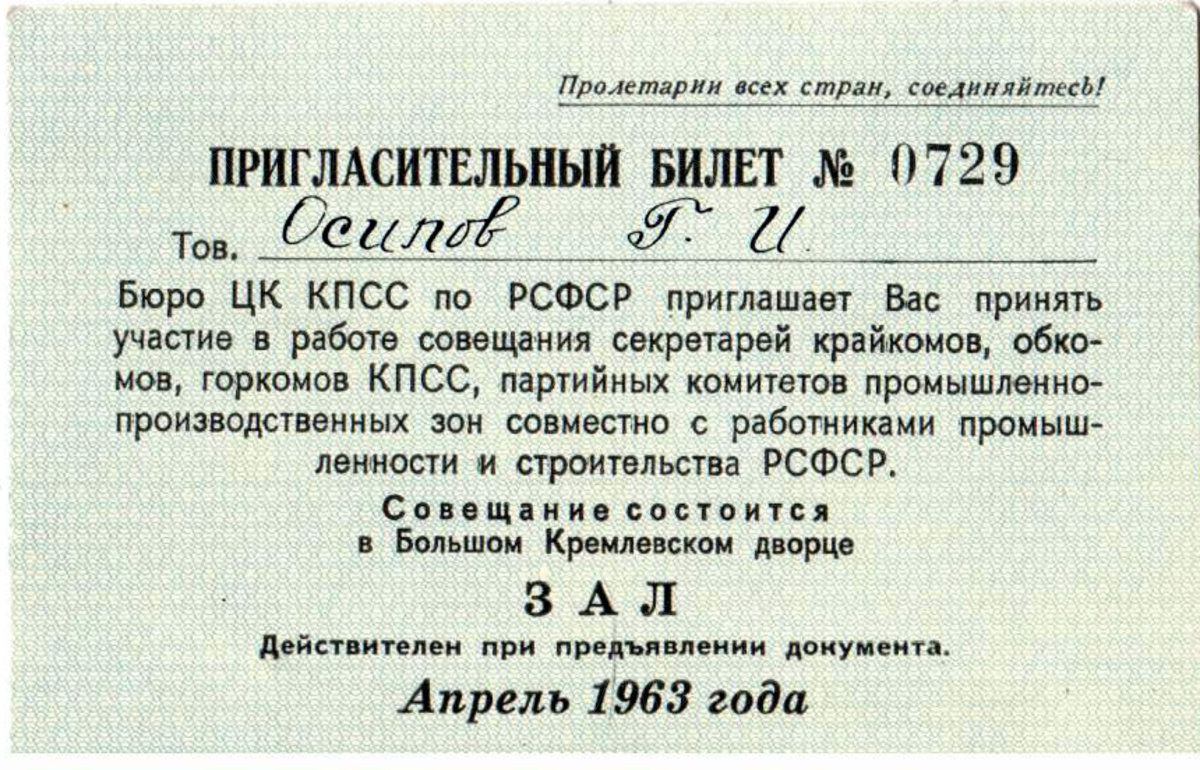 Пролетарии всех стран, соединяйтесь!
ПРИГЛАСИТЕЛЬНЫЙ БИЛЕТ № 0729
Тов. Осипов Г. И.
Бюро ЦК КПСС по РСФСР приглашает Вас принять
участие в работе совещания секретарей крайкомов, обко-
мов, горкомов КПСС, партийных комитетов промышленно-
производственных зон совместно с работниками промыш-
ленности и строительства РСФСР.
Совещание состоится
в Большом Кремлевском дворце
ЗАЛ
Действителен при предъявлении документа.
Апрель 1963 года